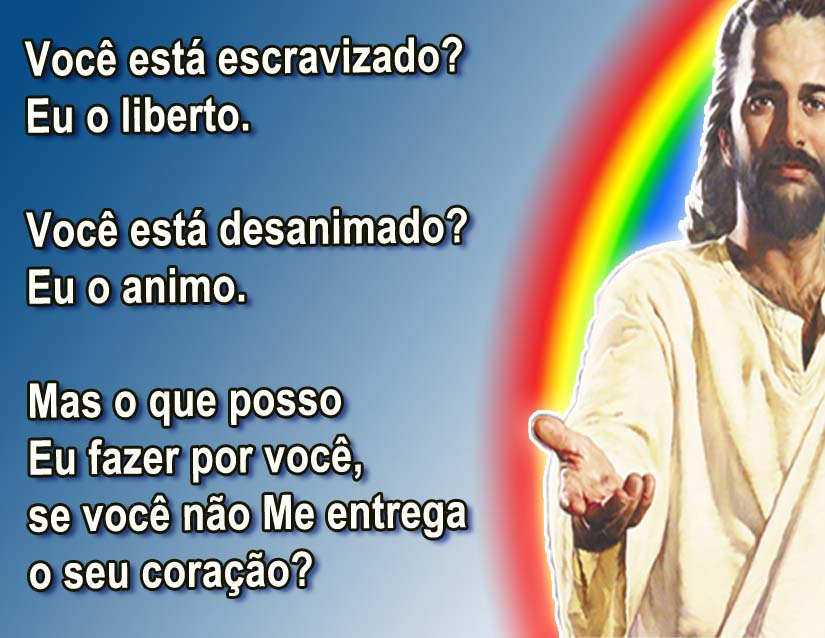 Você está escravizado?
Eu o liberto.
Você está desanimado?
Eu o animo.
Mas o que posso
Eu fazer por você,
se você não Me entrega
o seu coração?